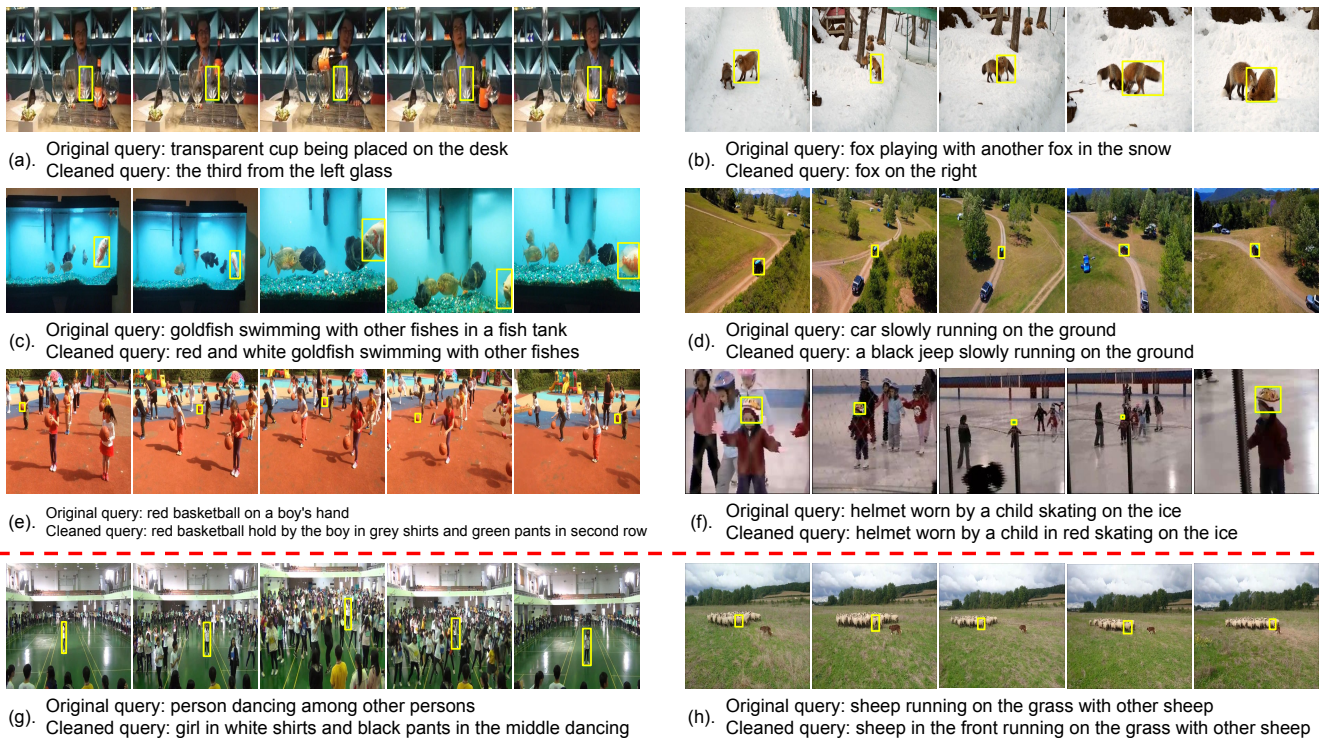 (a). Original query: transparent cup being placed on the desk
Cleaned query: the third from the left glass
(b). Original query: fox playing with another fox in the snow
Cleaned query: fox on the right
(c). Original query: goldfish swimming with other fishes in a fish tank
Cleaned query: red and white goldfish swimming with other fishes
(d). Original query: car slowly running on the ground
Cleaned query: a black jeep slowly running on the ground
(e). Original query: red basketball on a boy's hand
Cleaned query: red basketball hold by the boy in grey shirts and green pants in second row
(f). Original query: helmet worn by a child skating on the ice
Cleaned query: helmet worn by a child in red skating on the ice
(g). Original query: person dancing among other persons
Cleaned query: girl in white shirts and black pants in the middle dancing
(h). Original query: sheep running on the grass with other sheep
Cleaned query: sheep in the front running on the grass with other sheep